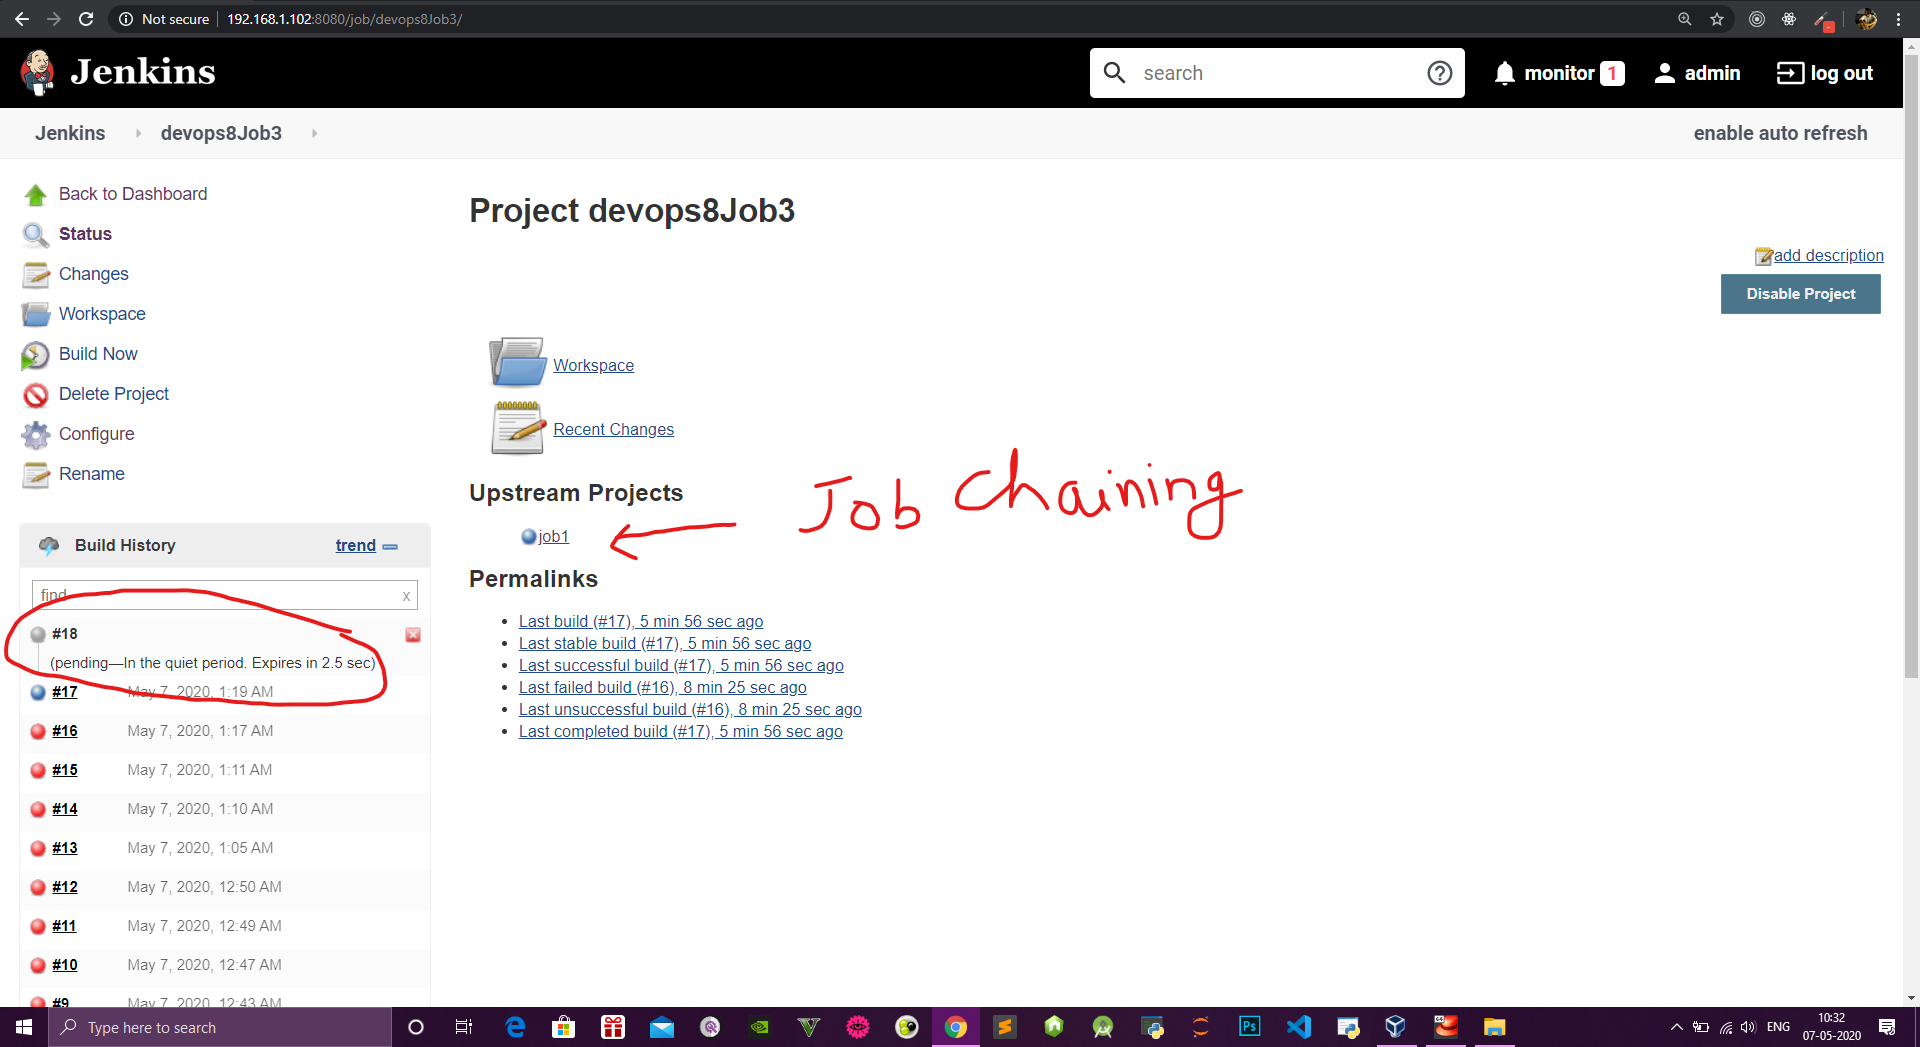 Not secure
192.168.1.102:8080/job/devops8Job3/
Jenkins
search
monitor 1
admin
log out
Jenkins
devops8Job3
enable auto refresh
Back to Dashboard
Status
Changes
Workspace
Build Now
Delete Project
Configure
Rename
Project devops8Job3
add description
Disable Project
Workspace
Recent Changes
Upstream Projects
job1
Job Chaining
Permalinks
Last build (#17), 5 min 56 sec ago
Last stable build (#17), 5 min 56 sec ago
Last successful build (#17), 5 min 56 sec ago
Last failed build (#16), 8 min 25 sec ago
Last unsuccessful build (#16), 8 min 25 sec ago
Last completed build (#17), 5 min 56 sec ago
Build History
trend
find
x
#18
(pending—In the quiet period. Expires in 2.5 sec)
#17 May 7, 2020, 1:19 AM
#16 May 7, 2020, 1:17 AM
#15 May 7, 2020, 1:11 AM
#14 May 7, 2020, 1:10 AM
#13 May 7, 2020, 1:05 AM
#12 May 7, 2020, 12:50 AM
#11 May 7, 2020, 12:49 AM
#10 May 7, 2020, 12:47 AM
#9 May 7, 2020, 12:43 AM
Type here to search
Ps
ENG
10:32
07-05-2020